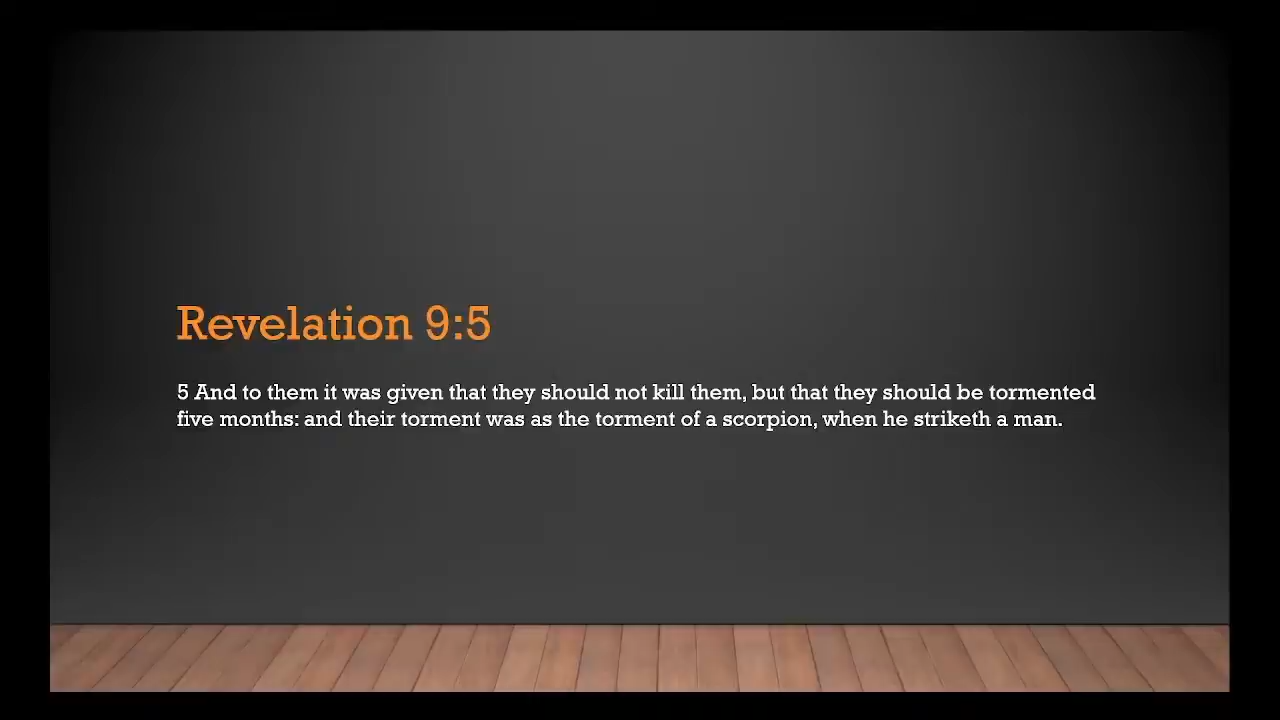 Revelation 9:5
5 And to them it was given that they should not kill them, but that they should be tormented
five months: and their torment was as the torment of a scorpion, when he striketh a man.